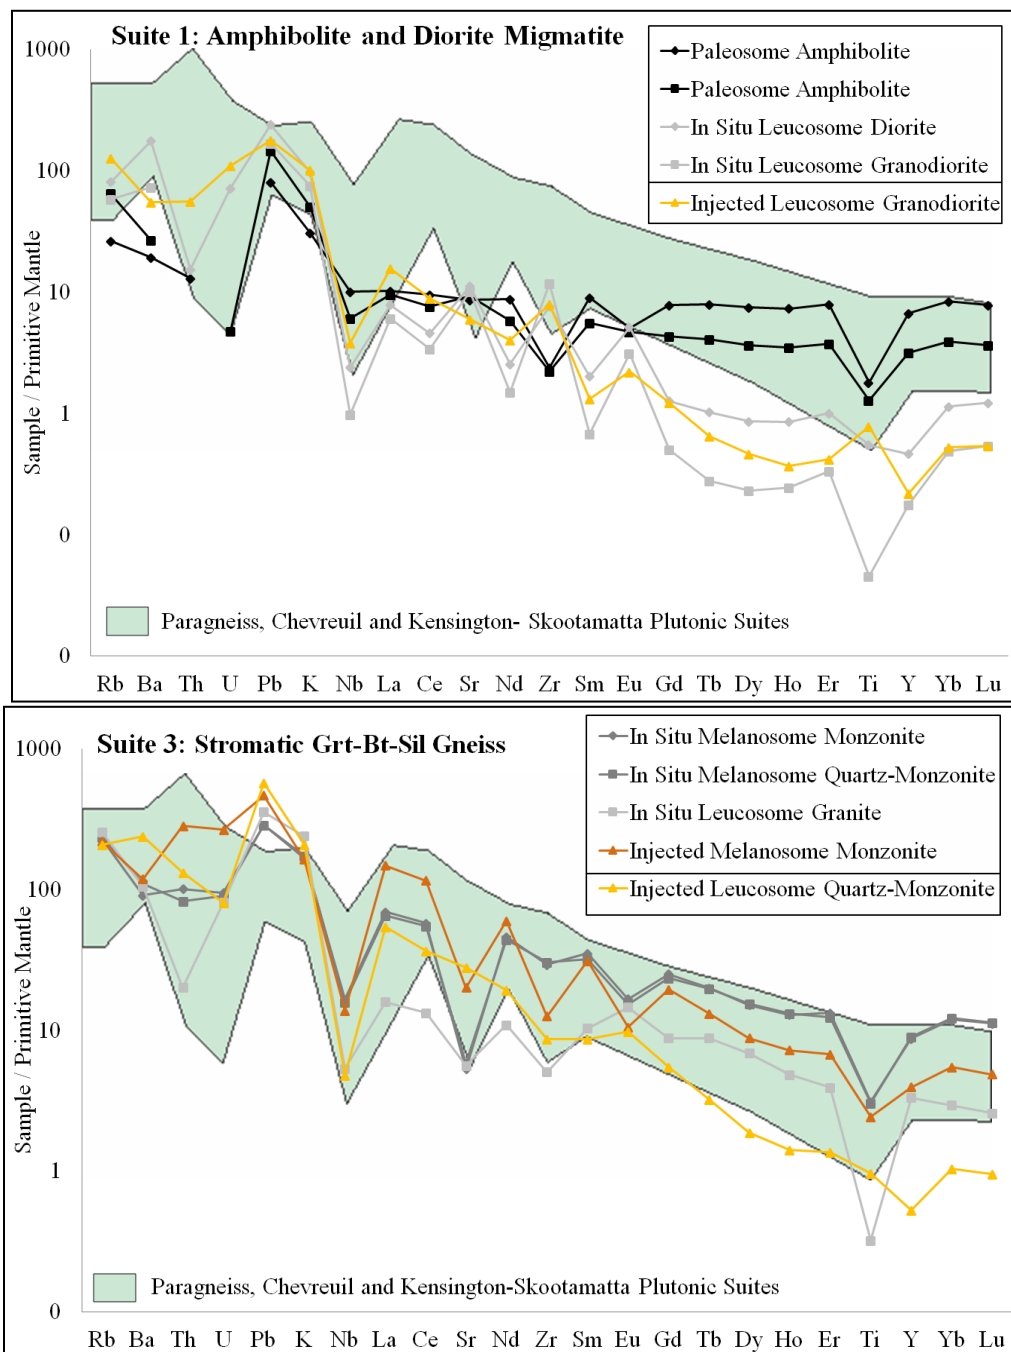 Suite 1: Amphibolite and Diorite Migmatite
Paleosome Amphibolite
Paleosome Amphibolite
In Situ Leucosome Diorite
In Situ Leucosome Granodiorite
Injected Leucosome Granodiorite
Sample / Primitive Mantle
1000
100
10
1
0
0
Paragneiss, Chevreuil and Kensington- Skootamatta Plutonic Suites
Rb Ba Th U Pb K Nb La Ce Sr Nd Zr Sm Eu Gd Tb Dy Ho Er Ti Y Yb Lu
Suite 3: Stromatic Grt-Bt-Sil Gneiss
In Situ Melanosome Monzonite
In Situ Melanosome Quartz-Monzonite
In Situ Leucosome Granite
Injected Melanosome Monzonite
Injected Leucosome Quartz-Monzonite
Sample / Primitive Mantle
1000
100
10
1
0
Paragneiss, Chevreuil and Kensington-Skootamatta Plutonic Suites
Rb Ba Th U Pb K Nb La Ce Sr Nd Zr Sm Eu Gd Tb Dy Ho Er Ti Y Yb Lu